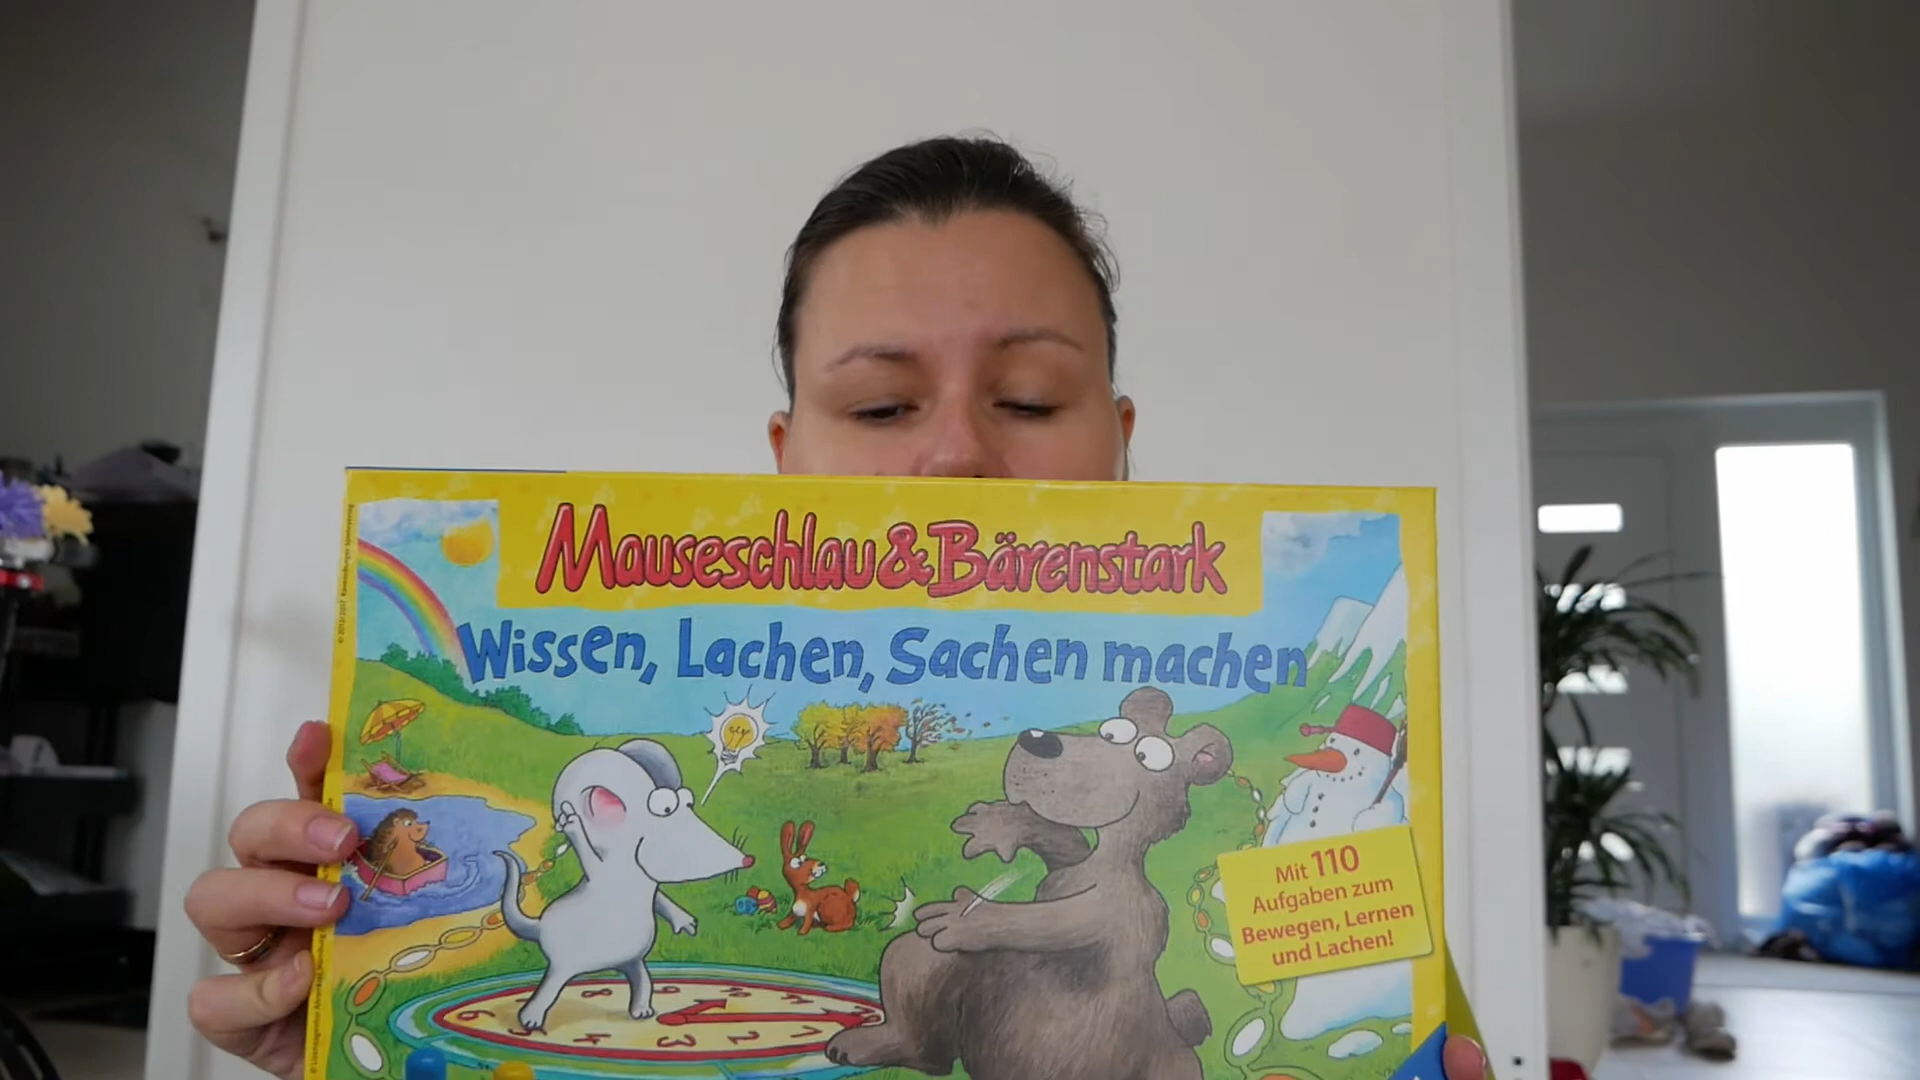 Mauseschlau & Bärenstark
Wissen, Lachen, Sachen machen
Mit 110
Aufgaben zum
Bewegen, Lernen
und Lachen!